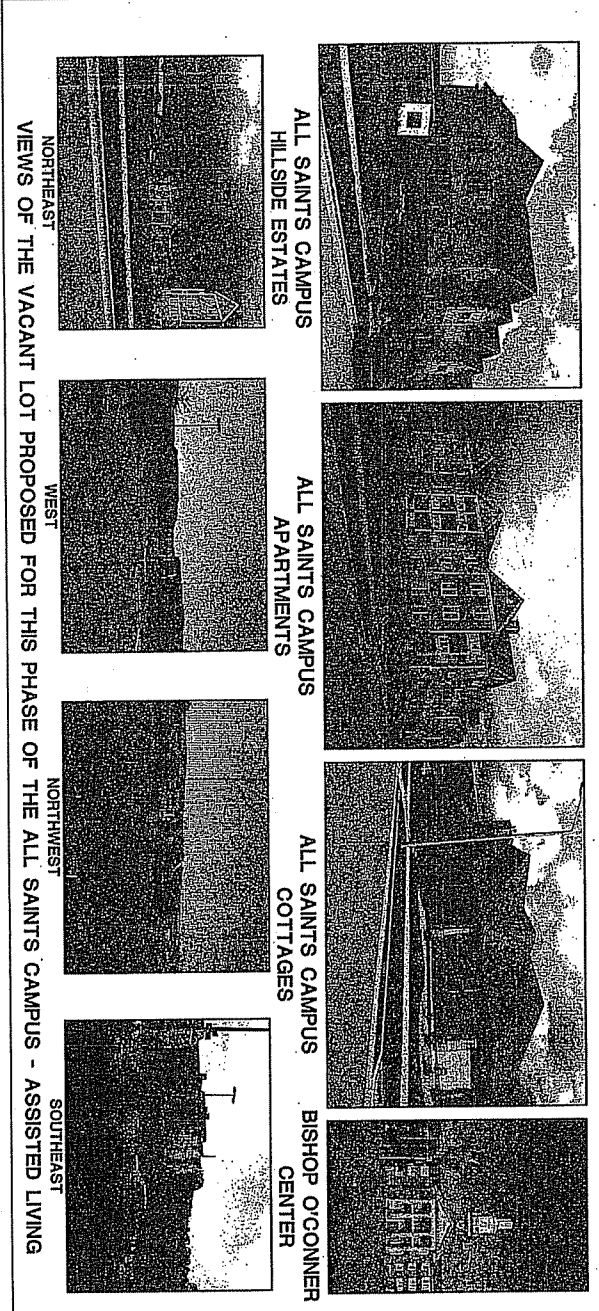 ALL SAINTS CAMPUS
HILLSIDE ESTATES
ALL SAINTS CAMPUS
APARTMENTS
ALL SAINTS CAMPUS
COTTAGES
BISHOP O'CONNER
CENTER
NORTHEAST
WEST
NORTHWEST
SOUTHEAST
VIEWS OF THE VACANT LOT PROPOSED FOR THIS PHASE OF THE ALL SAINTS CAMPUS - ASSISTED LIVING